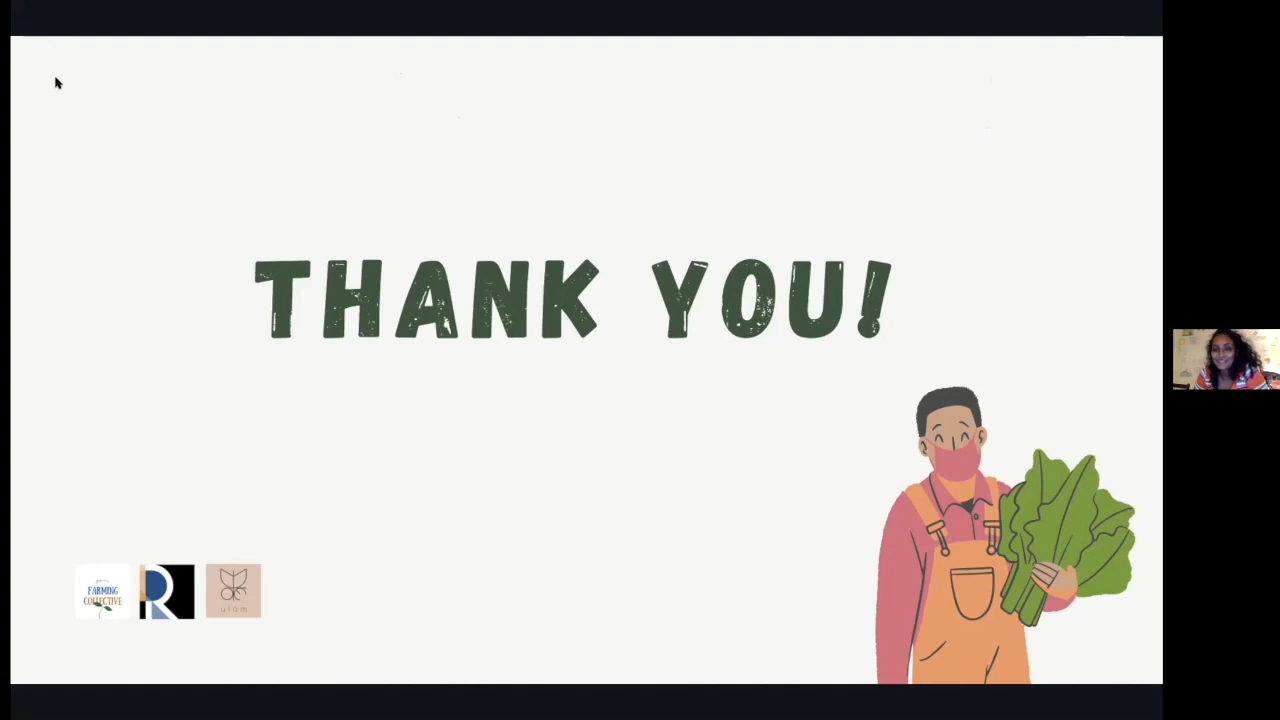 THANK YOU!
FARMING
COLLECTIVE
R
ulam